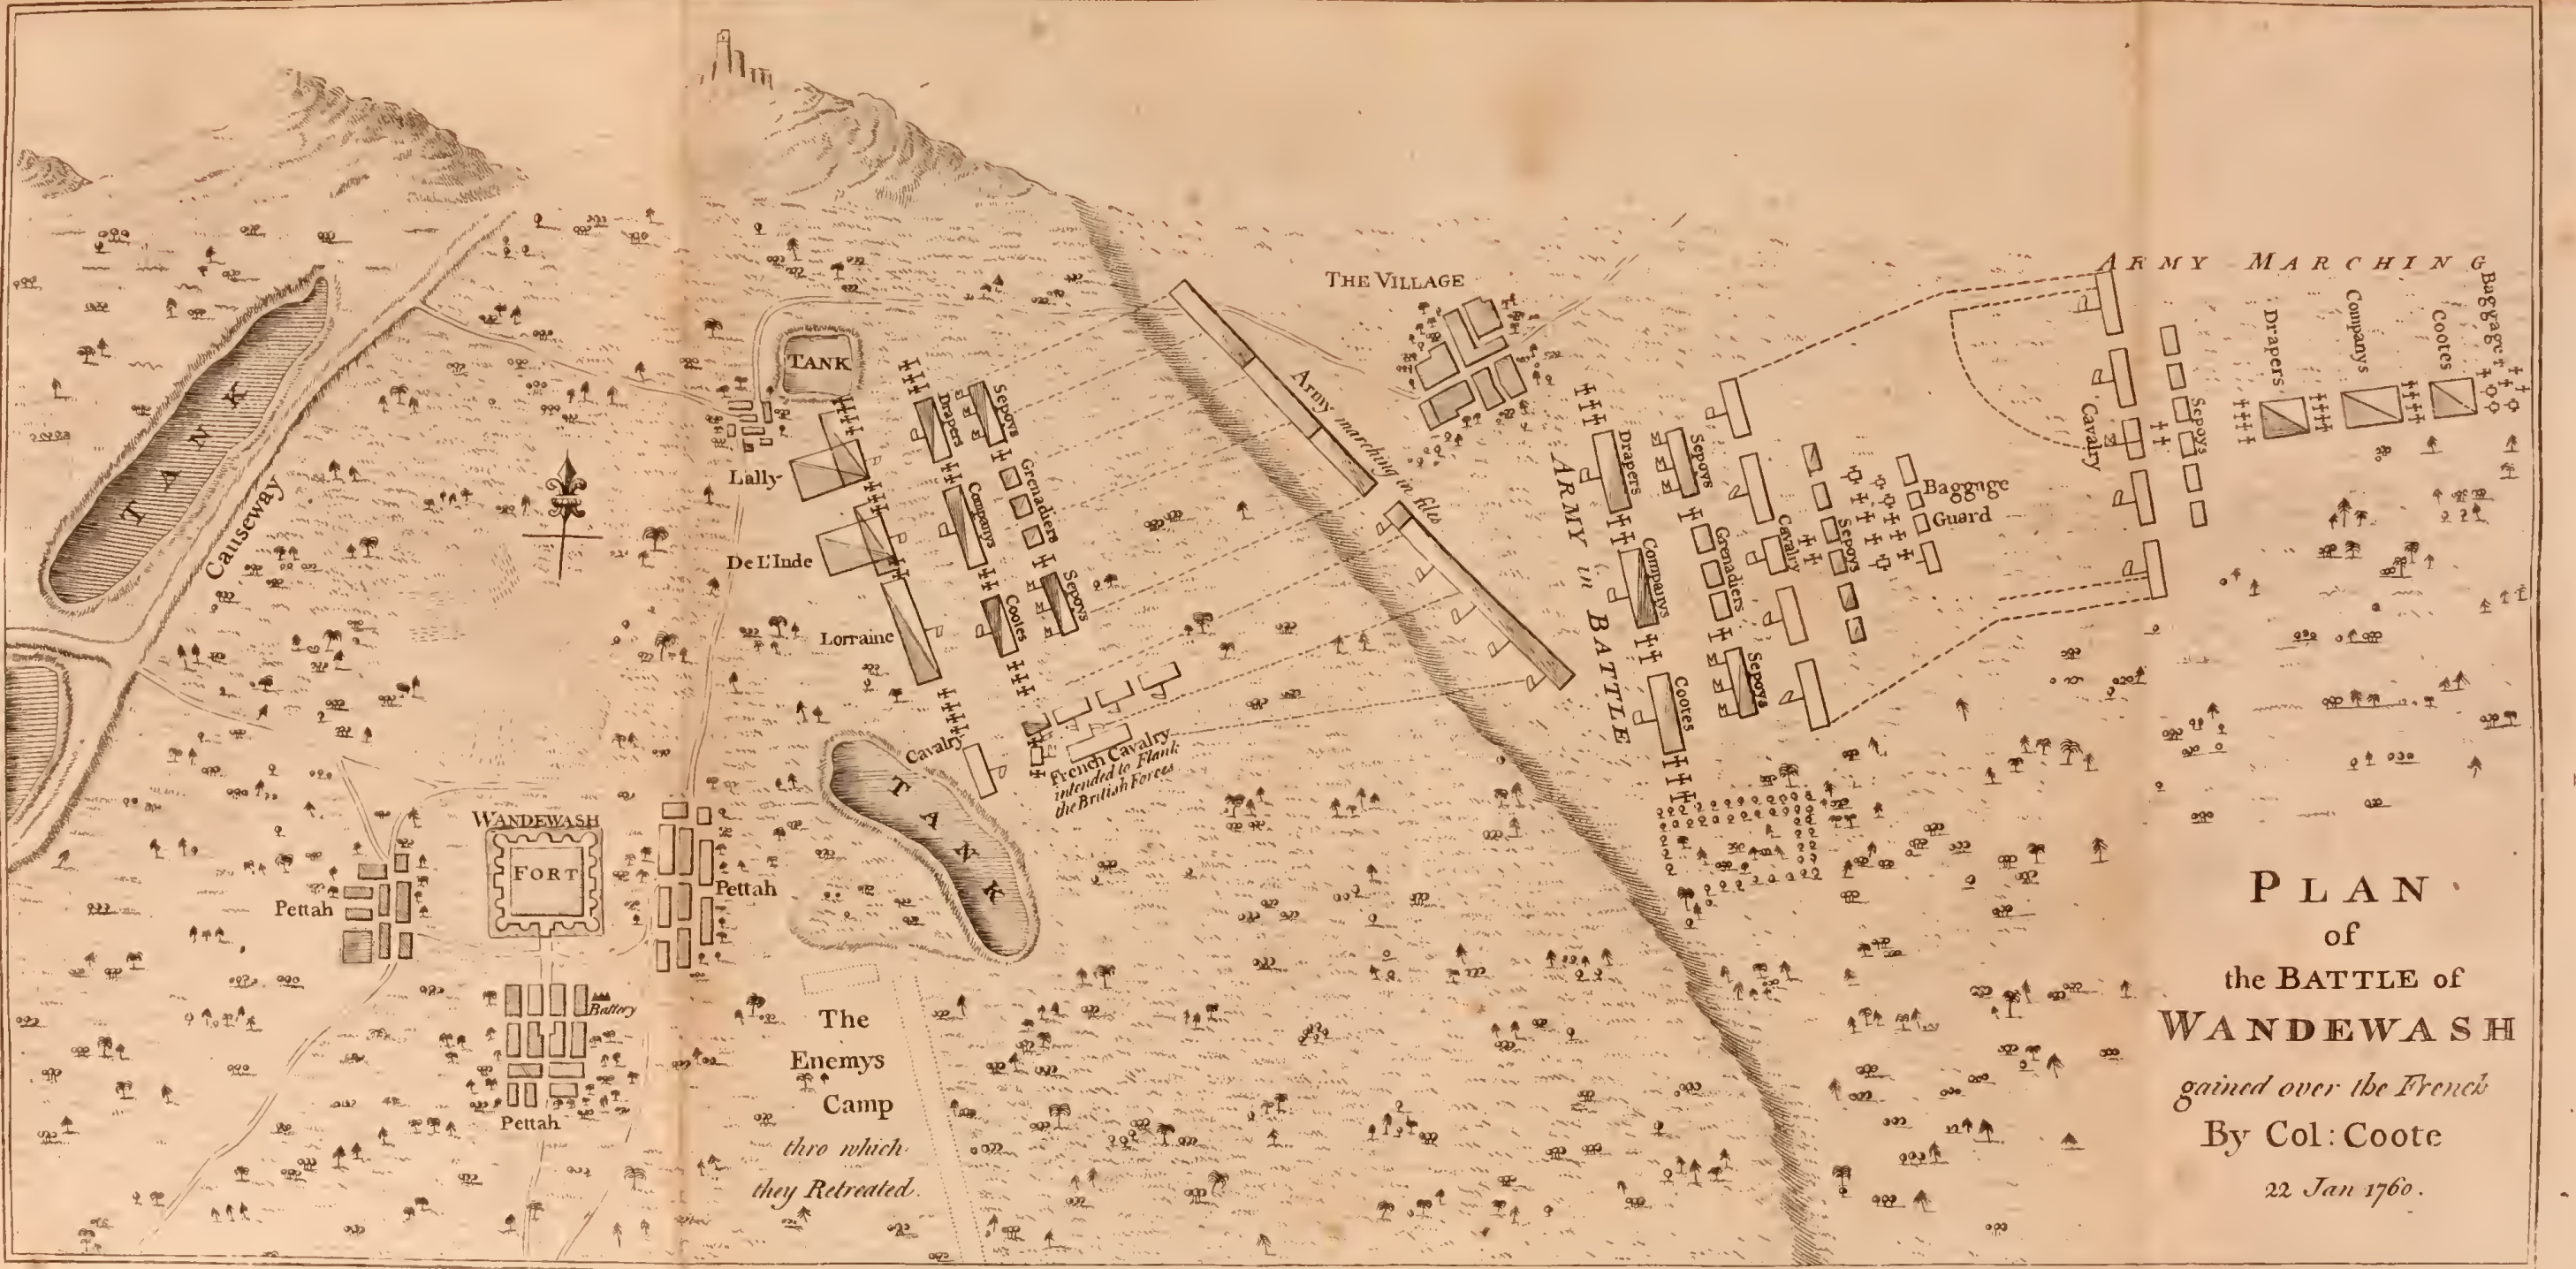 PLAN
of
the BATTLE of
WANDEWASH
gained over the French
By Col: Coote
22 Jan 1760.
ARMY MARCHING
Baggage
Cootes
Companys
Drapers
Sepoys
Cavalry
THE VILLAGE
Army marching in files
ARMY in BATTLE
Drapers
Companys
Cootes
Sepoys
Grenadiers
Sepoys
Cavalry
Sepoys
Baggage
Guard
TANK
Causeway
TANK
Lally
De L'Inde
Lorraine
Cavalry
Drapers
Companys
Cootes
Sepoys
Grenadiers
Sepoys
French Cavalry
intended to Flank
the British Forces
TANK
WANDEWASH
FORT
Pettah
Pettah
Battery
Pettah
The
Enemys
Camp
thro which
they Retreated.